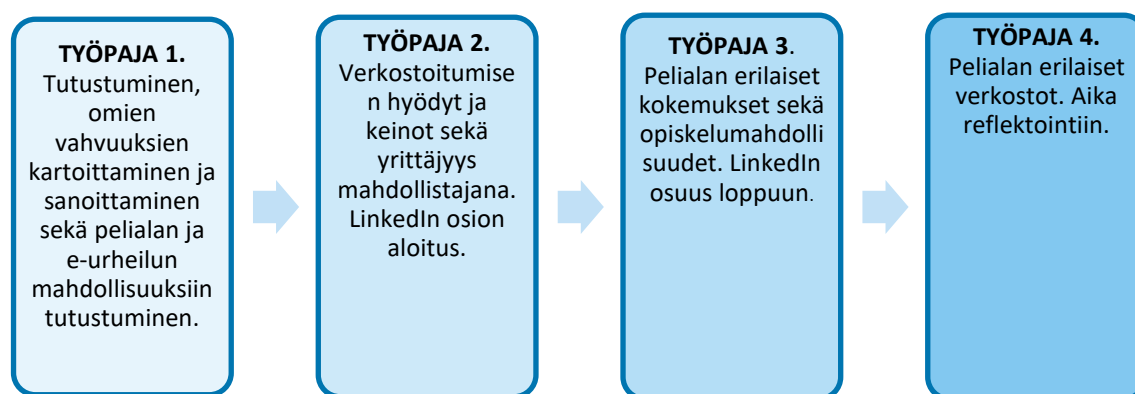 TYÖPAJA 1.
Tutustuminen,
omien
vahvuuksien
kartoittaminen ja
sanoittaminen
sekä pelialan ja
e-urheilun
mahdollisuuksiin
tutustuminen.
TYÖPAJA 2.
Verkostoitumise
n hyödyt ja
keinot sekä
yrittäjyys
mahdollistajana.
LinkedIn osion
aloitus.
TYÖPAJA 3.
Pelialan erilaiset
kokemukset sekä
opiskelumahdolli
suudet. LinkedIn
osuus loppuun.
TYÖPAJA 4.
Pelialan erilaiset
verkostot. Aika
reflektointiin.